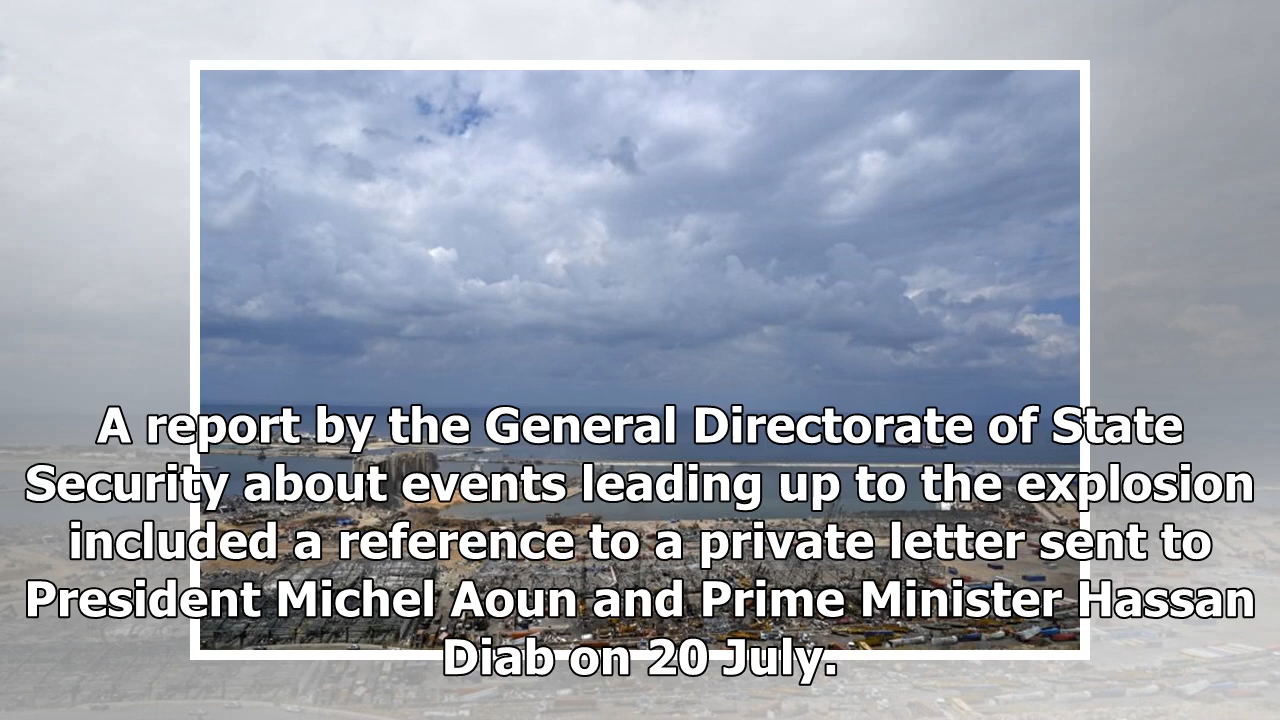 A report by the General Directorate of State
Security about events leading up to the explosion
included a reference to a private letter sent to
President Michel Aoun and Prime Minister Hassan
Diab on 20 July.